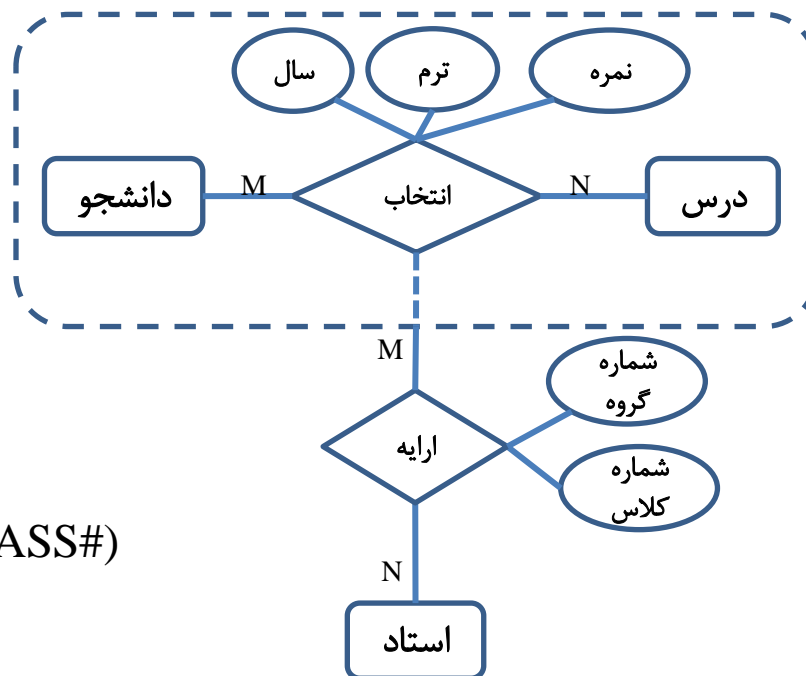 سال
ترم
نمره
دانشجو
M
انتخاب
N
درس
M
شماره
گروه
ارایه
شماره
کلاس
ASS#)
N
استاد